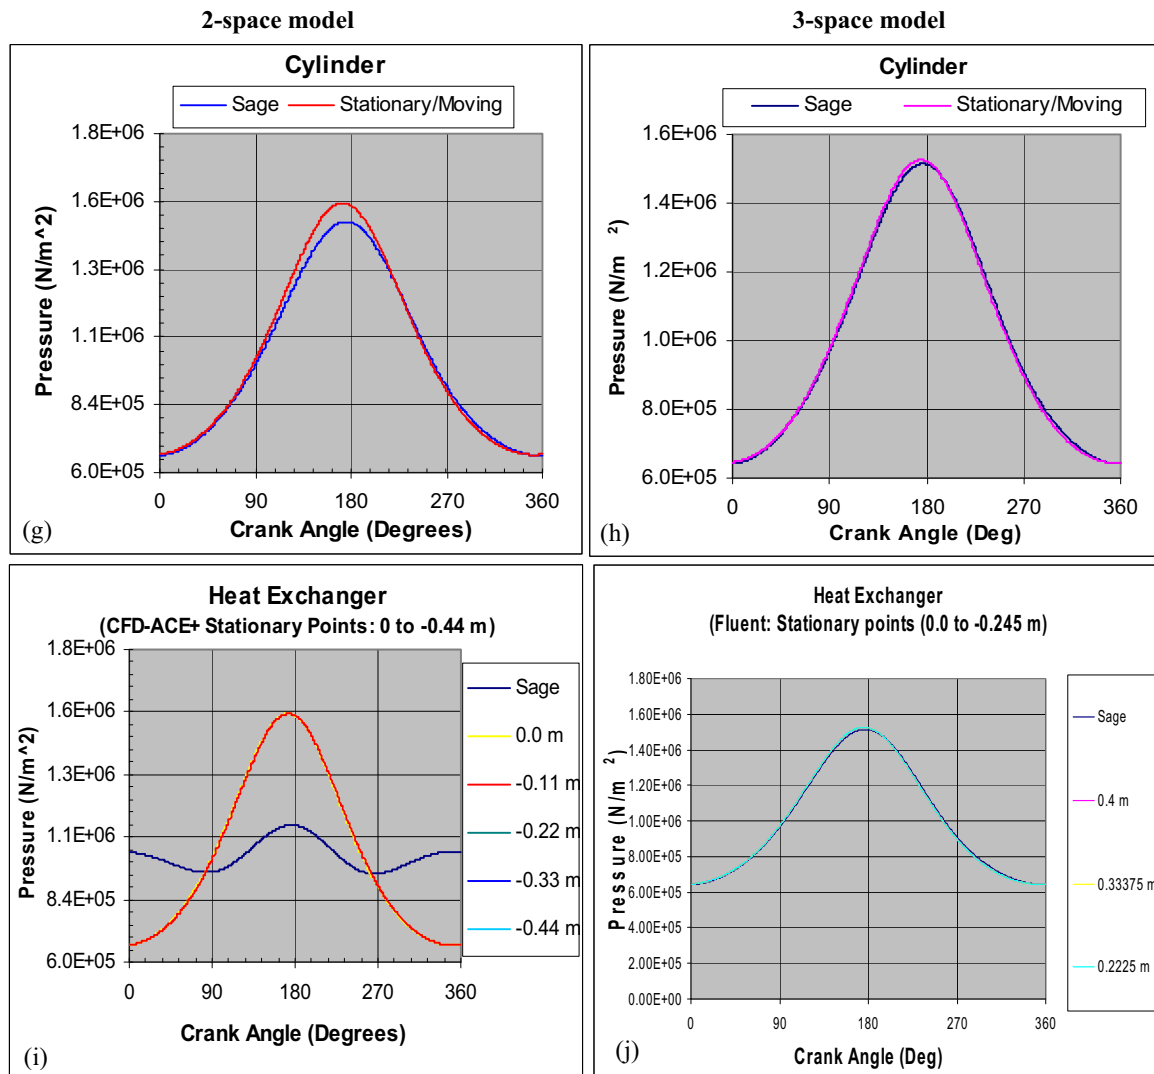 2-space model
3-space model
Cylinder
Sage Stationary/Moving
1.8E+06
1.6E+06
1.3E+06
1.1E+06
8.4E+05
6.0E+05
Pressure (N/m^2)
0 90 180 270 360
Crank Angle (Degrees)
(g)
Cylinder
Sage Stationary/Moving
1.6E+06
1.4E+06
1.2E+06
1.0E+06
8.0E+05
6.0E+05
Pressure (N/m 2)
0 90 180 270 360
Crank Angle (Deg)
(h)
Heat Exchanger
(CFD-ACE+ Stationary Points: 0 to -0.44 m)
1.8E+06
1.6E+06
1.3E+06
1.1E+06
8.4E+05
6.0E+05
Pressure (N/m^2)
0 90 180 270 360
Crank Angle (Degrees)
Sage
0.0 m
-0.11 m
-0.22 m
-0.33 m
-0.44 m
(i)
Heat Exchanger
(Fluent: Stationary points (0.0 to -0.245 m)
1.80E+06
1.60E+06
1.40E+06
1.20E+06
1.00E+06
8.00E+05
6.00E+05
4.00E+05
2.00E+05
0.00E+00
Pressure (N/m 2)
0 90 180 270 360
Crank Angle (Deg)
Sage
0.4 m
0.33375 m
0.2225 m
(j)